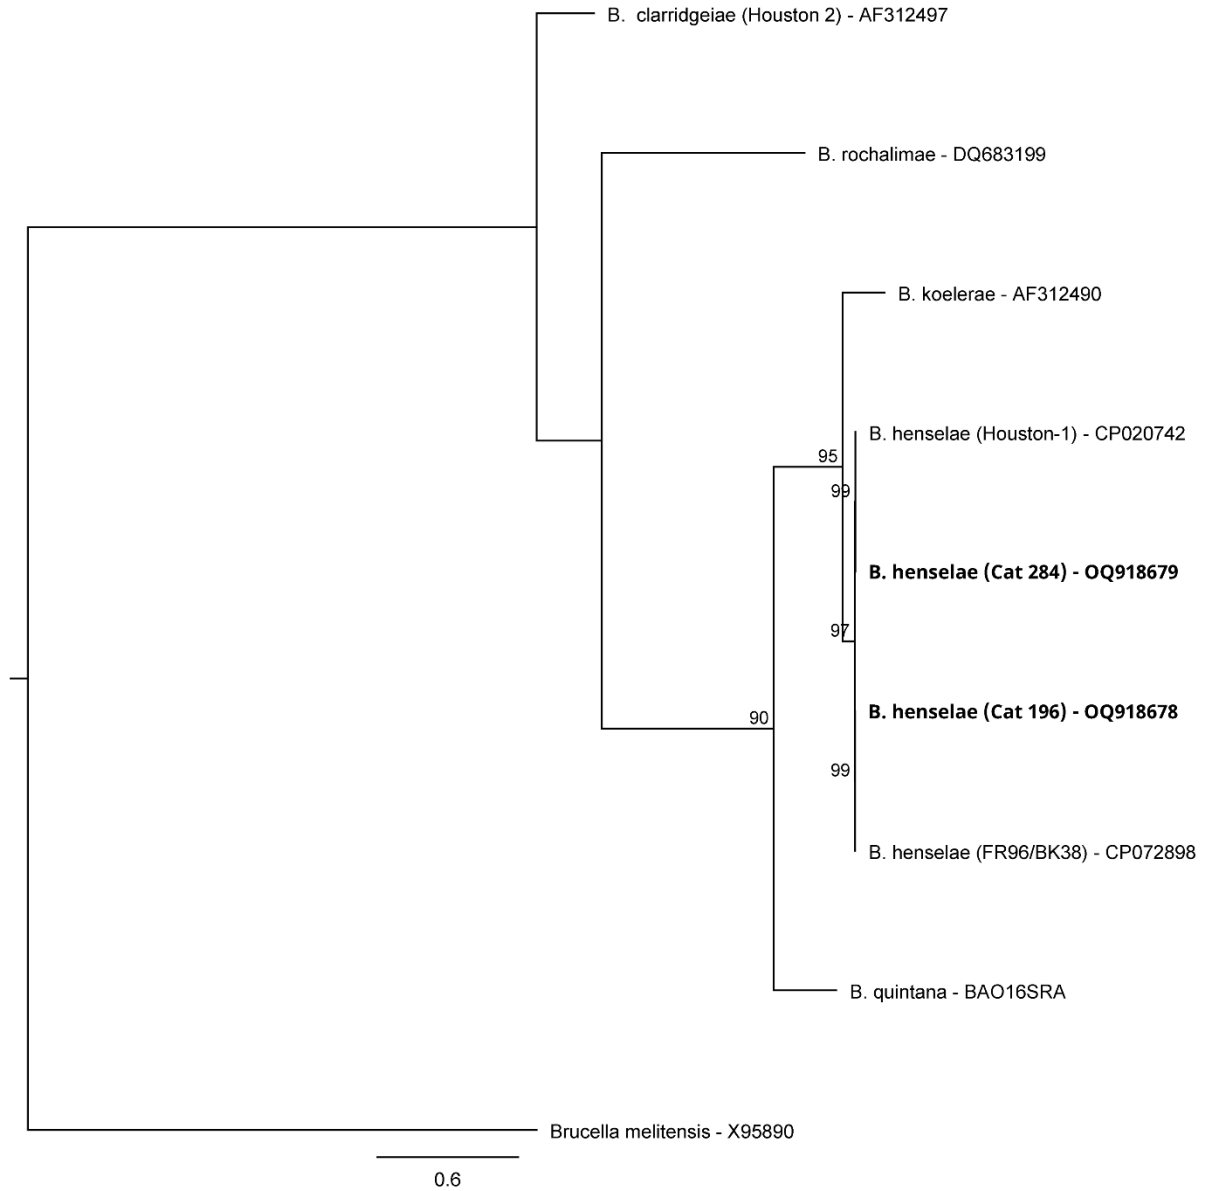 B. clarridgeiae (Houston 2) - AF312497
B. rochalimae - DQ683199
B. koelerae - AF312490
B. henselae (Houston-1) - CP020742
95
99
B. henselae (Cat 284) - OQ918679
97
B. henselae (Cat 196) - OQ918678
90
99
B. henselae (FR96/BK38) - CP072898
B. quintana - BAO16SRA
Brucella melitensis - X95890
0.6